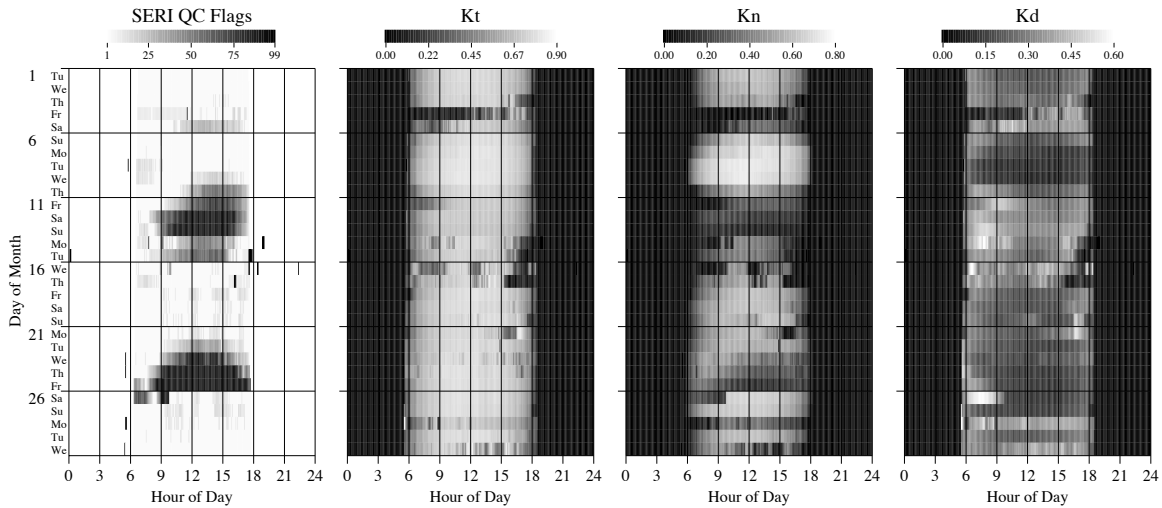 SERI QC Flags
1 25 50 75 99
Kt
0.00 0.22 0.45 0.67 0.90
Kn
0.00 0.20 0.40 0.60 0.80
Kd
0.00 0.15 0.30 0.45 0.60
Day of Month
1 Tu
We
Th
Fr
Sa
6 Su
Mo
Tu
We
Th
11 Fr
Sa
Su
Mo
Tu
16 We
Th
Fr
Sa
Su
21 Mo
Tu
We
Th
Fr
26 Sa
Su
Mo
Tu
We
0 3 6 9 12 15 18 24
Hour of Day
0 3 6 9 12 15 18 24
Hour of Day
0 3 6 9 12 15 18 24
Hour of Day
0 3 6 9 12 15 18 24
Hour of Day